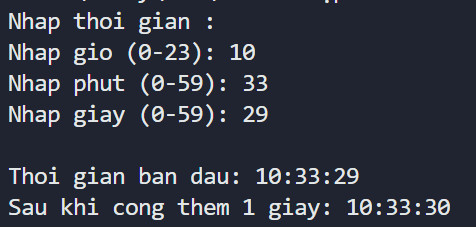 Nhap thoi gian :
Nhap gio (0-23): 10
Nhap phut (0-59): 33
Nhap giay (0-59): 29
Thoi gian ban dau: 10:33:29
Sau khi cong them 1 giay: 10:33:30